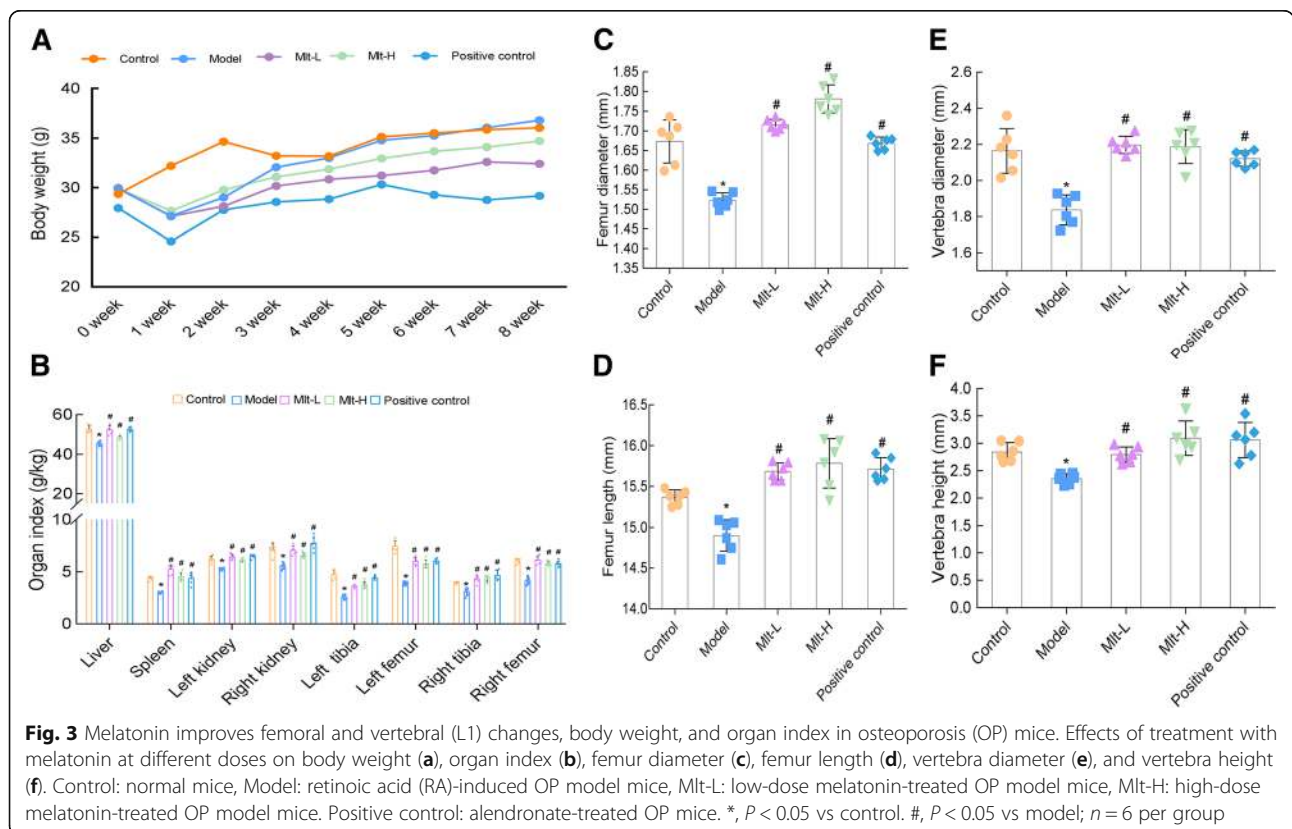 A
Control Model Mlt-L Mlt-H Positive control
Body weight (g)
40
35
30
25
20
0 week
1 week
2 week
3 week
4 week
5 week
6 week
7 week
8 week
B
Control Model Mlt-L Mlt-H Positive control
Organ index (g/kg)
60
40
20
10
5
0
* # # #
* # # #
* # # #
* # # #
* # # #
* # # #
* # # #
* # # #
Liver
Spleen
Left kidney
Right kidney
Left tibia
Left femur
Right tibia
Right femur
C
Femur diameter (mm)
1.85
1.80
1.75
1.70
1.65
1.60
1.55
1.50
1.45
1.40
1.35
* # # #
Control
Model
Mlt-L
Mlt-H
Positive control
D
Femur length (mm)
16.5
16.0
15.5
15.0
14.5
14.0
* # # #
Control
Model
Mlt-L
Mlt-H
Positive control
E
Vertebra diameter (mm)
2.6
2.4
2.2
2.0
1.8
1.6
* # # #
Control
Model
Mlt-L
Mlt-H
Positive control
F
Vertebra height (mm)
4.0
3.5
3.0
2.5
2.0
1.5
1.0
0.5
0.0
* # # #
Control
Model
Mlt-L
Mlt-H
Positive control
Fig. 3 Melatonin improves femoral and vertebral (L1) changes, body weight, and organ index in osteoporosis (OP) mice. Effects of treatment with
melatonin at different doses on body weight (a), organ index (b), femur diameter (c), femur length (d), vertebra diameter (e), and vertebra height
(f). Control: normal mice, Model: retinoic acid (RA)-induced OP model mice, Mlt-L: low-dose melatonin-treated OP model mice, Mlt-H: high-dose
melatonin-treated OP model mice. Positive control: alendronate-treated OP mice. *, P < 0.05 vs control. #, P < 0.05 vs model; n = 6 per group